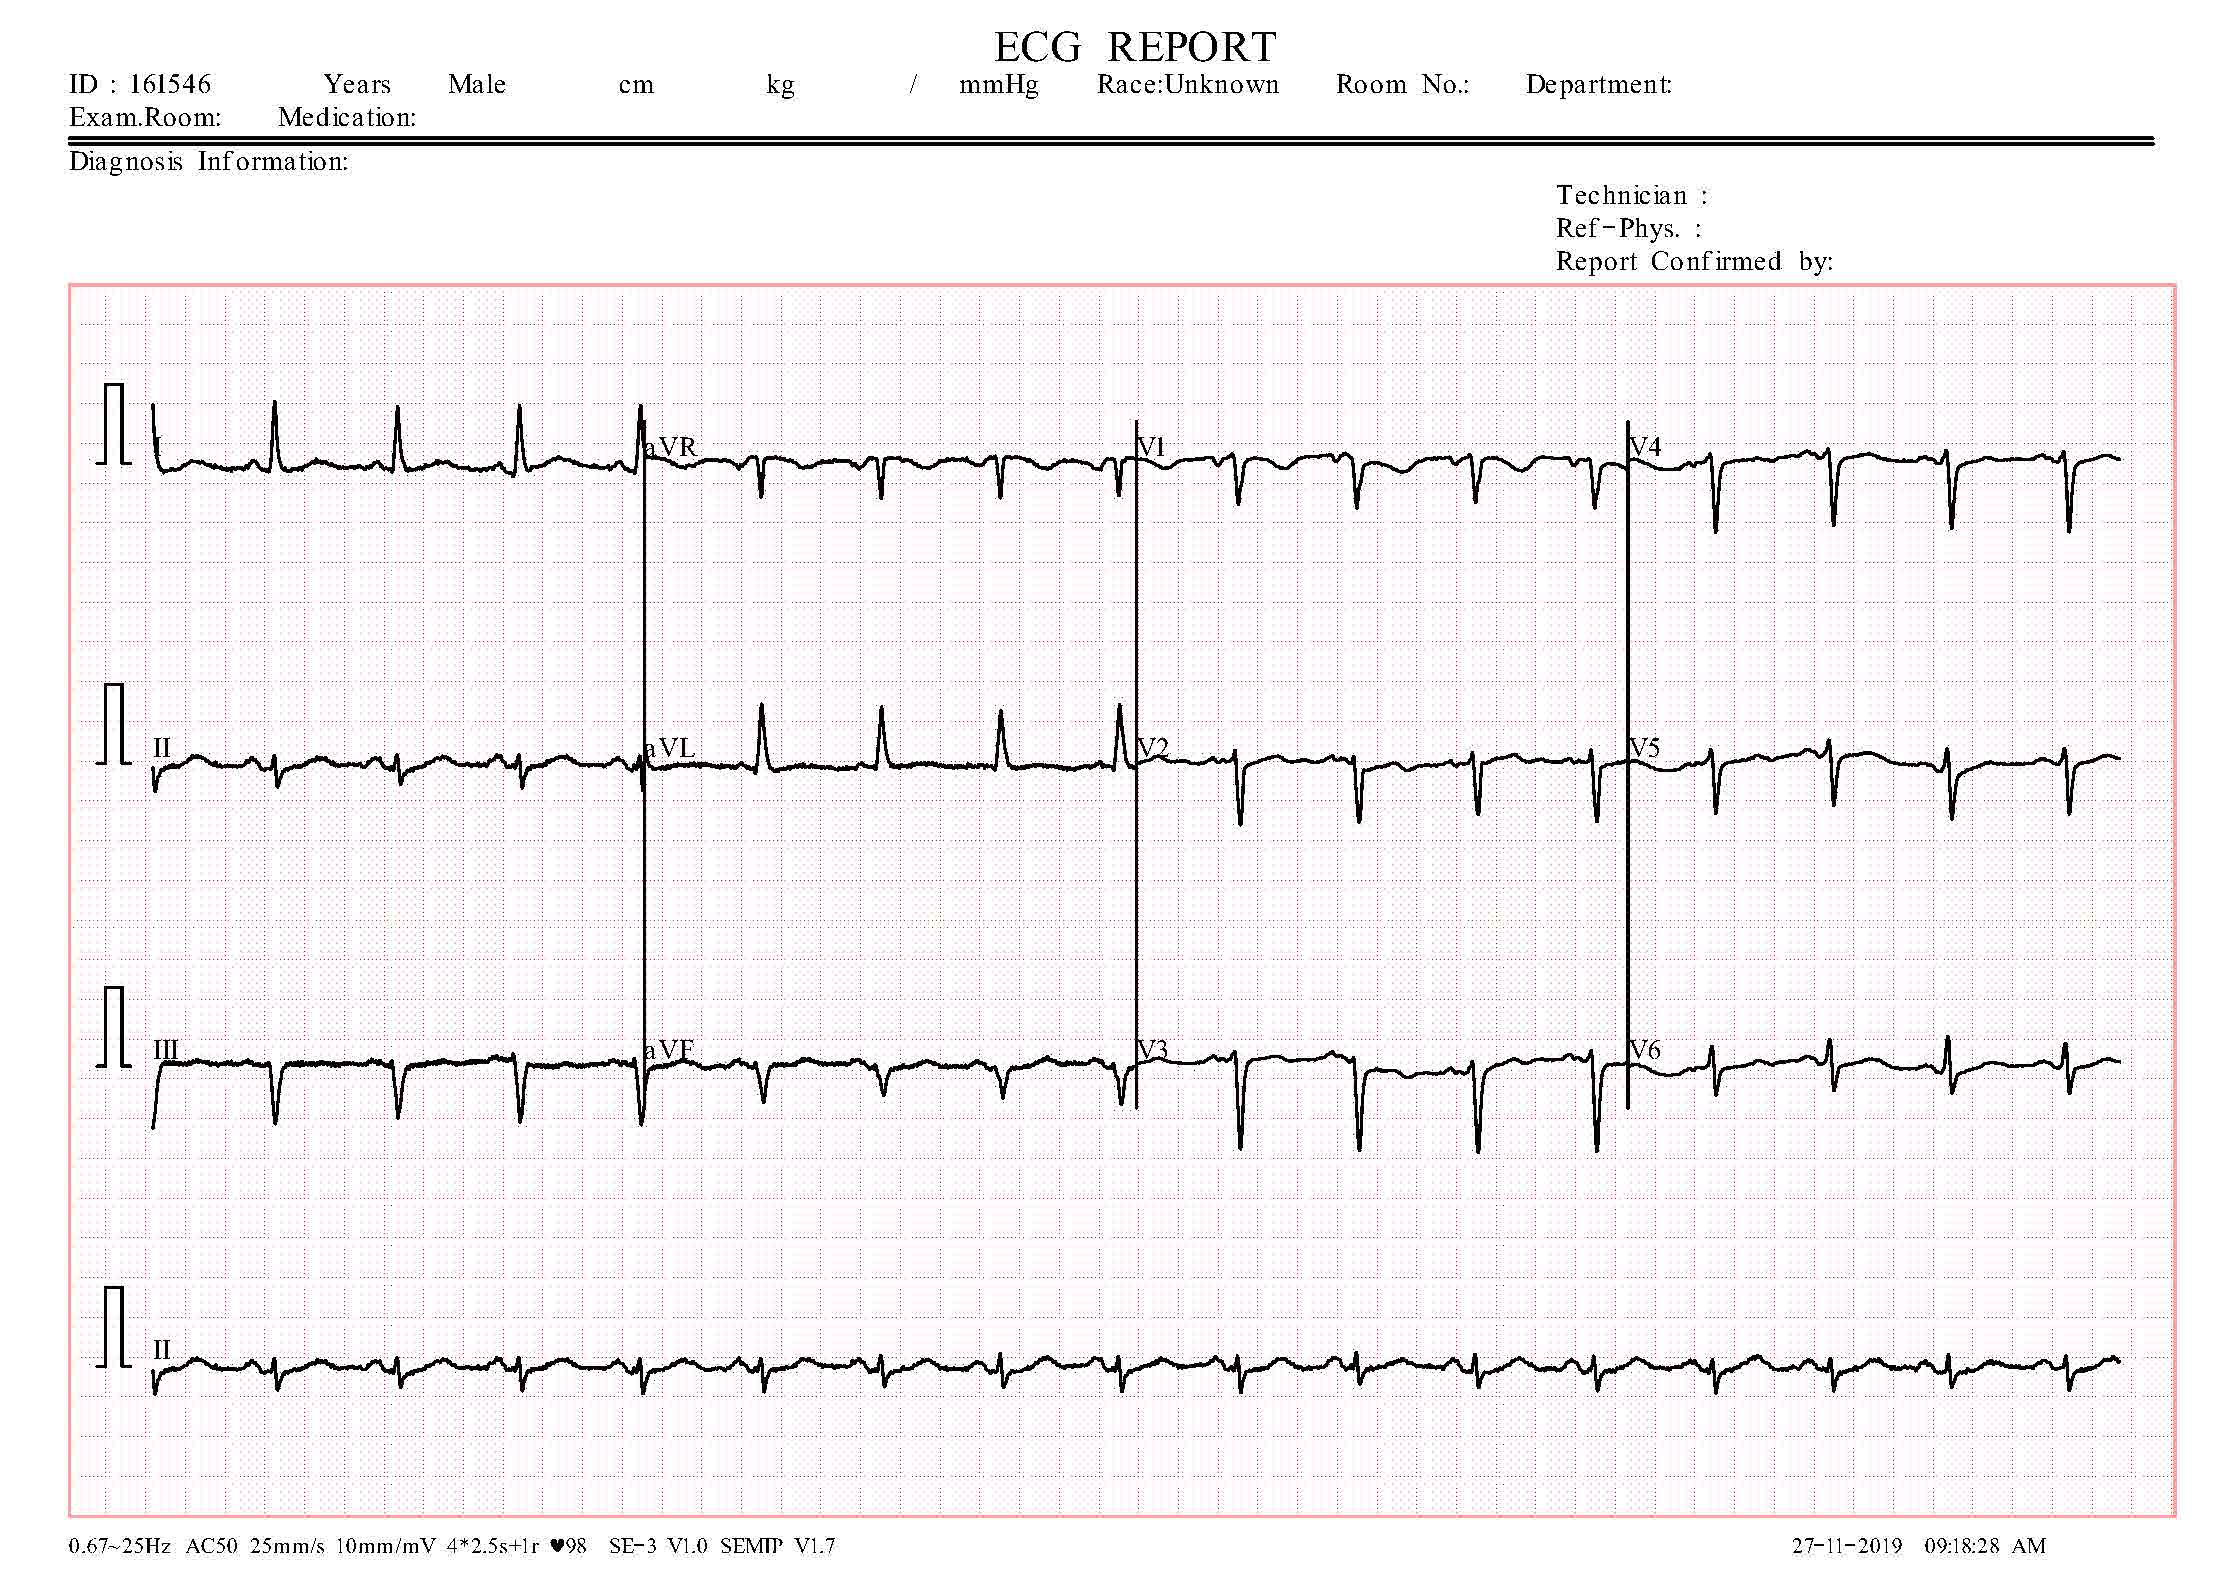 ECG REPORT
ID : 161546 Years Male cm kg / mmHg Race:Unknown Room No.: Department:
Exam.Room: Medication:
Diagnosis Information:
Technician :
Ref-Phys. :
Report Confirmed by:
I aVR V1 V4
II aVL V2 V5
III aVF V3 V6
II
0.67~25Hz AC50 25mm/s 10mm/mV 4*2.5s+1r ♥98 SE-3 V1.0 SEMIP V1.7 27-11-2019 09:18:28 AM